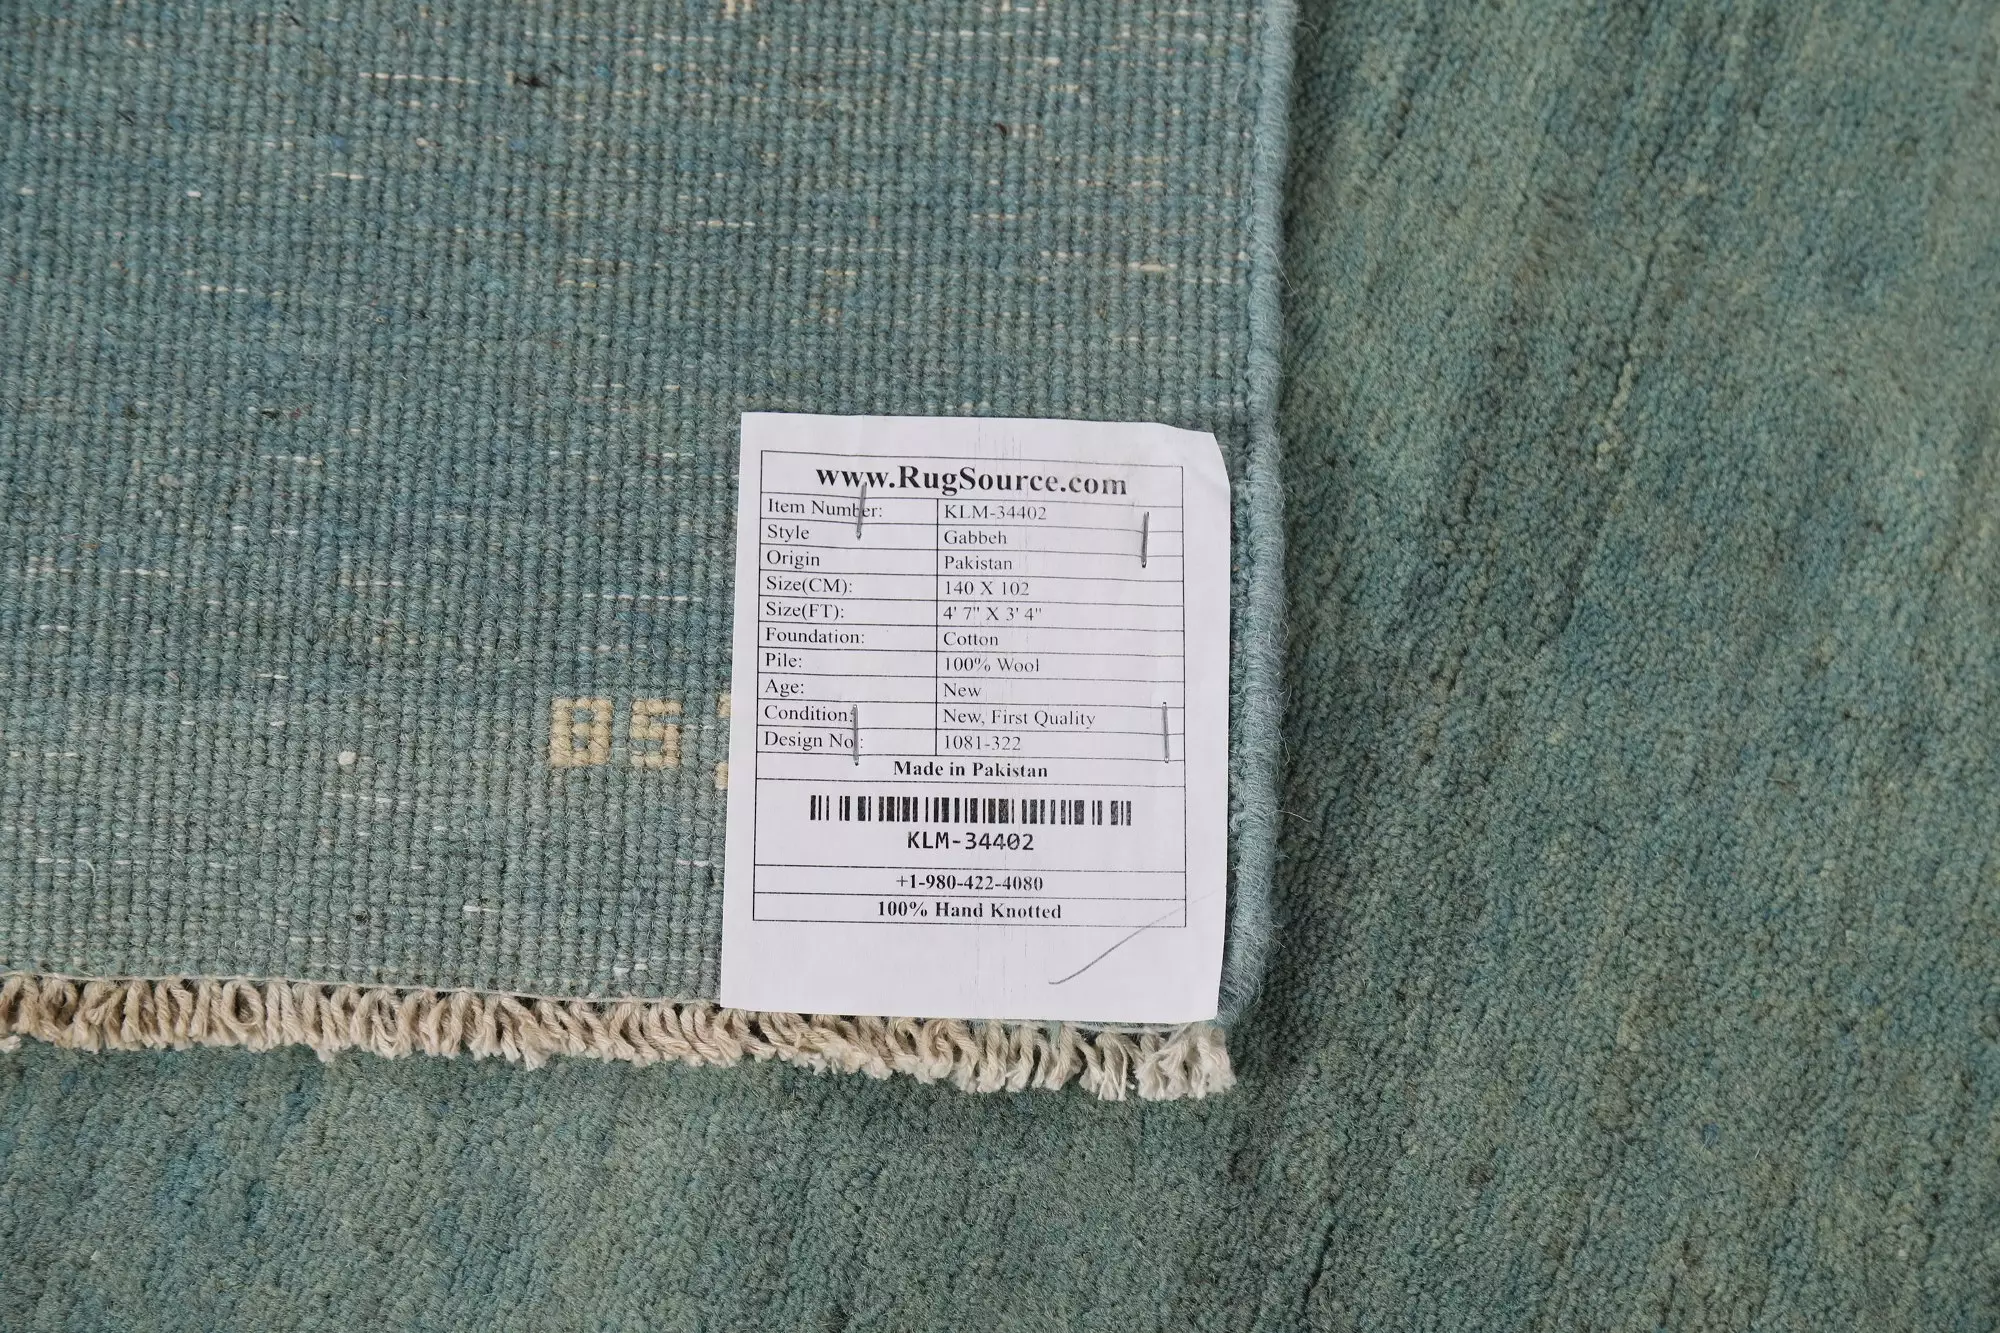 www.RugSource.com
Item Number: KLM-34402
Style Gabbeh
Origin Pakistan
Size(CM): 140 X 102
Size(FT): 4' 7" X 3' 4"
Foundation: Cotton
Pile: 100% Wool
Age: New
Condition: New, First Quality
Design No: 1081-322
Made in Pakistan
KLM-34402
+1-980-422-4080
100% Hand Knotted